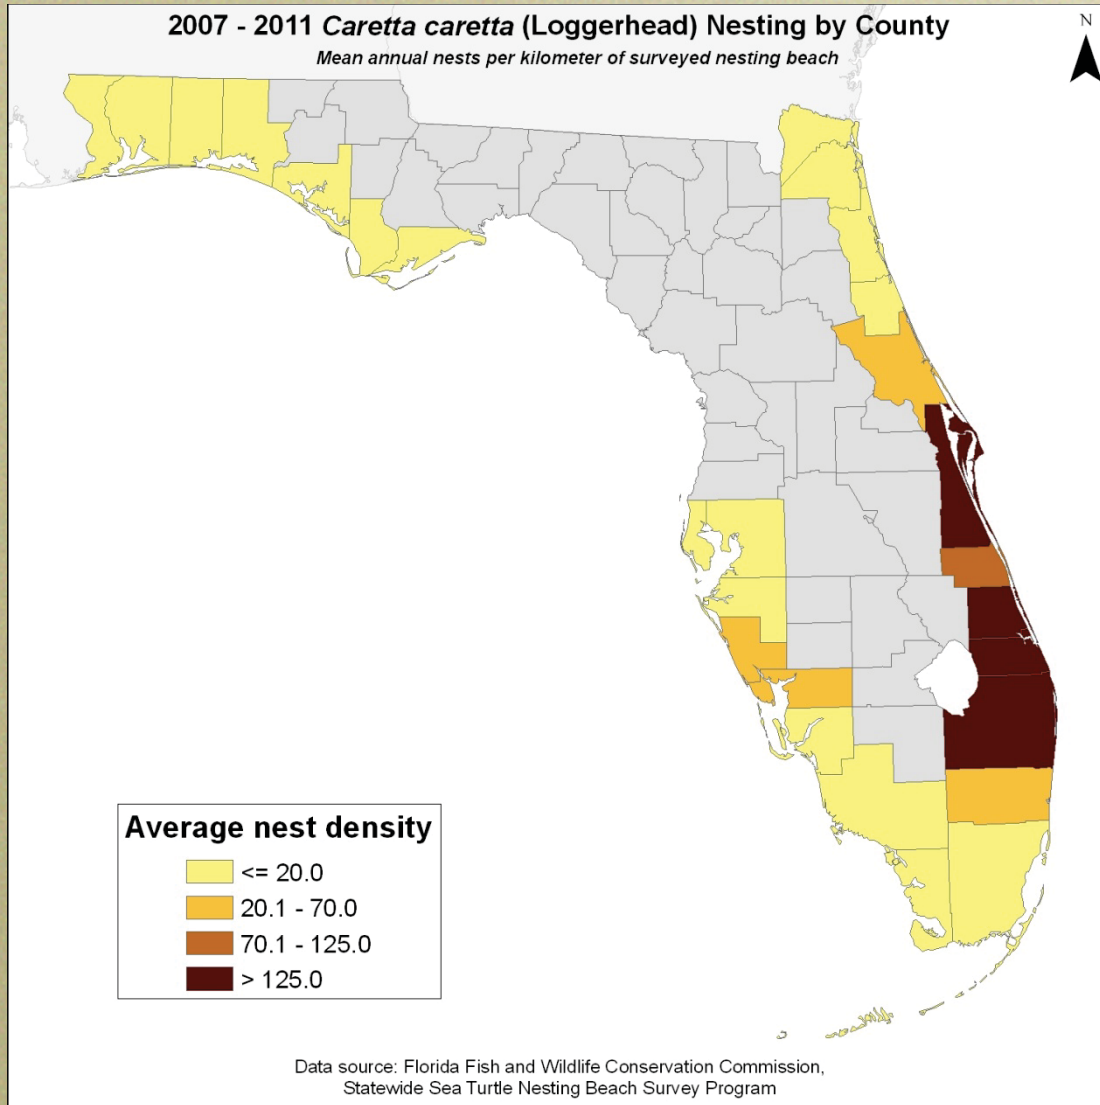 2007 - 2011 Caretta caretta (Loggerhead) Nesting by County
Mean annual nests per kilometer of surveyed nesting beach
N
Average nest density
<= 20.0
20.1 - 70.0
70.1 - 125.0
> 125.0
Data source: Florida Fish and Wildlife Conservation Commission,
Statewide Sea Turtle Nesting Beach Survey Program